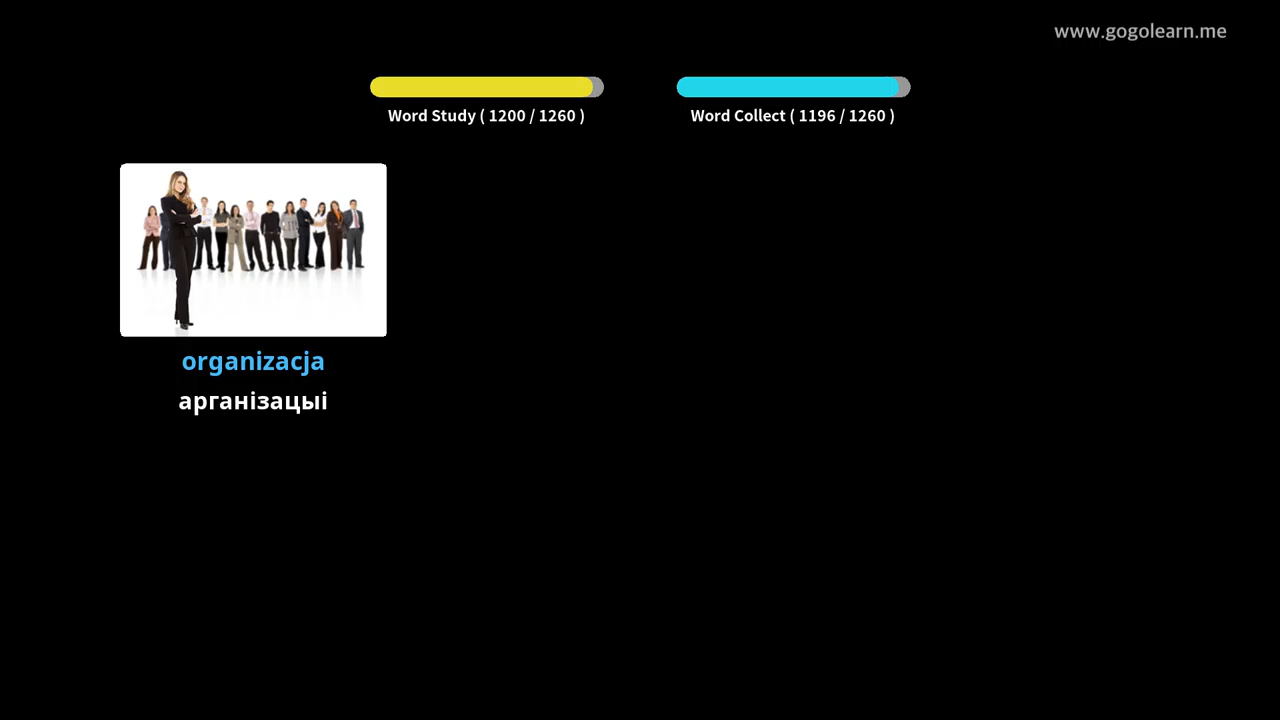 www.gogolearn.me
Word Study ( 1200 / 1260 )
Word Collect ( 1196 / 1260 )
organizacja
арганізацыі